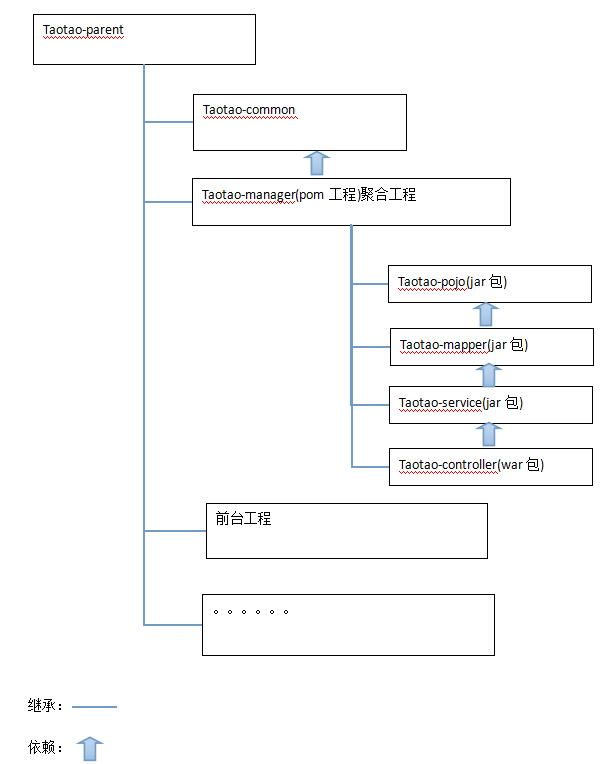 Taotao-parent
Taotao-common
Taotao-manager(pom 工程)聚合工程
Taotao-pojo(jar 包)
Taotao-mapper(jar 包)
Taotao-service(jar 包)
Taotao-controller(war 包)
前台工程
。。。。。。
继承：
依赖：